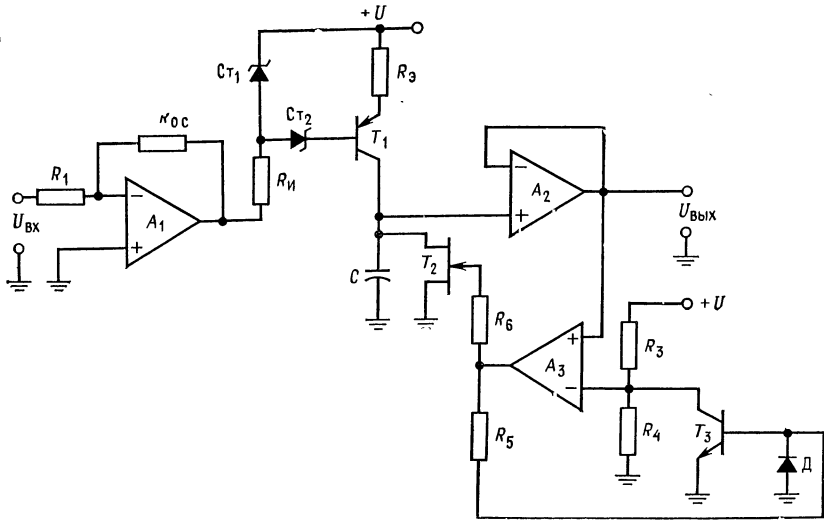 +U
Rэ
Ст₁
Ст₂
T₁
Rос
R₁
Rи
−
A₁
+
Uвх
−
A₂
+
Uвых
C
T₂
R₆
+U
+
A₃
−
R₃
R₅
R₄
T₃
Д